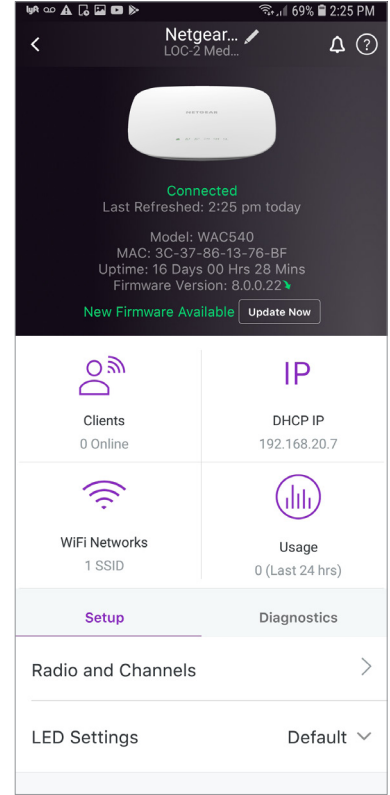 69% 2:25 PM
Netgear...
LOC-2 Med...
?
NETGEAR
Connected
Last Refreshed: 2:25 pm today
Model: WAC540
MAC: 3C-37-86-13-76-BF
Uptime: 16 Days 00 Hrs 28 Mins
Firmware Version: 8.0.0.22
New Firmware Available Update Now
IP
Clients DHCP IP
0 Online 192.168.20.7
WiFi Networks Usage
1 SSID 0 (Last 24 hrs)
Setup Diagnostics
Radio and Channels
LED Settings Default